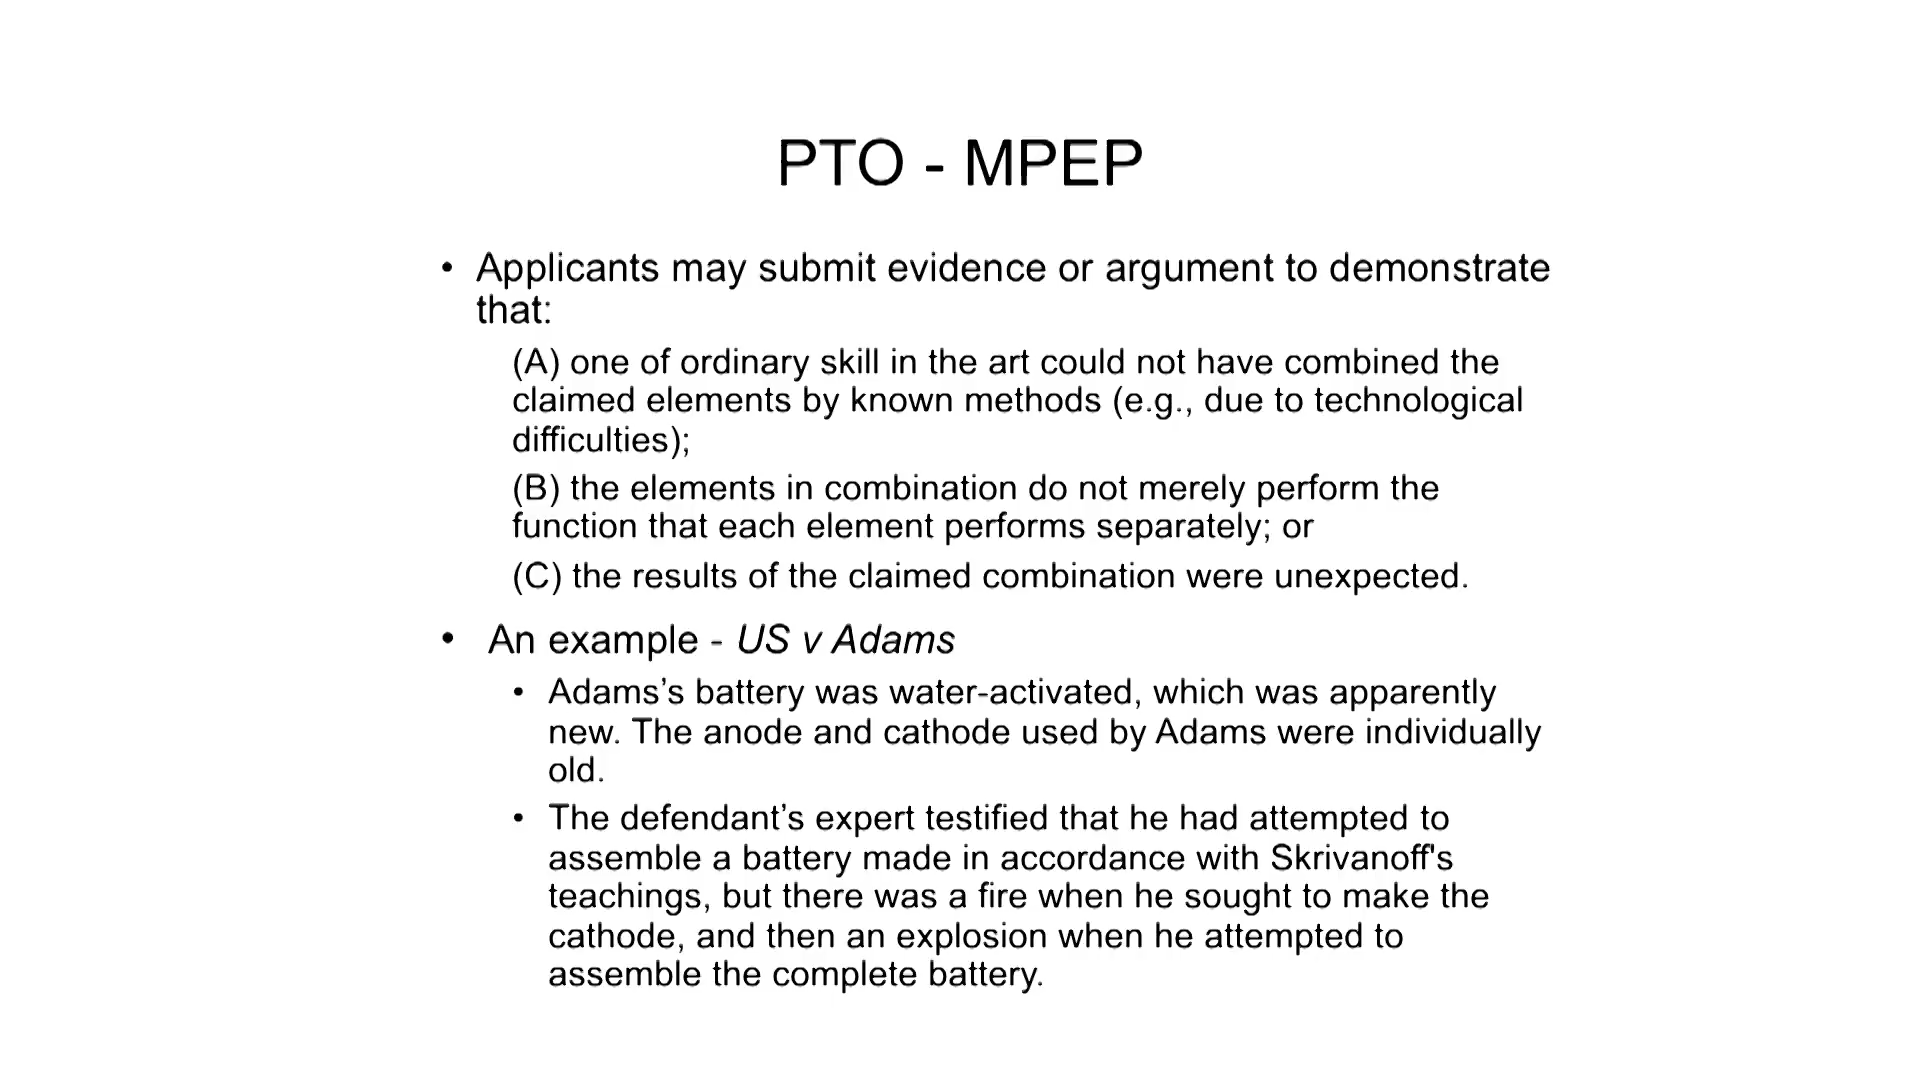 PTO - MPEP
• Applicants may submit evidence or argument to demonstrate
that:
(A) one of ordinary skill in the art could not have combined the
claimed elements by known methods (e.g., due to technological
difficulties);
(B) the elements in combination do not merely perform the
function that each element performs separately; or
(C) the results of the claimed combination were unexpected.
• An example - US v Adams
• Adams’s battery was water-activated, which was apparently
new. The anode and cathode used by Adams were individually
old.
• The defendant’s expert testified that he had attempted to
assemble a battery made in accordance with Skrivanoff's
teachings, but there was a fire when he sought to make the
cathode, and then an explosion when he attempted to
assemble the complete battery.